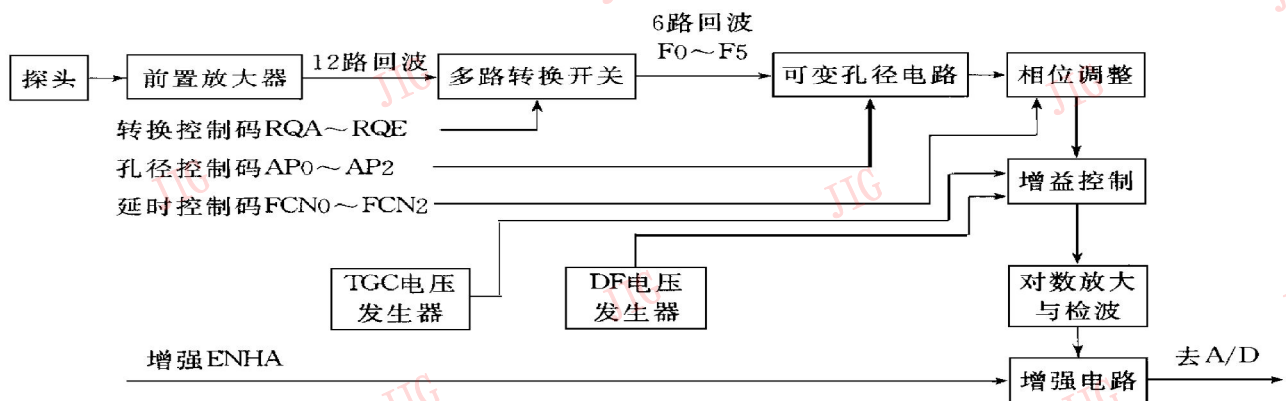 6路回波
F0～F5
12路回波
探头
前置放大器
多路转换开关
可变孔径电路
相位调整
转换控制码RQA～RQE
孔径控制码AP0～AP2
延时控制码FCN0～FCN2
增益控制
TGC电压
发生器
DF电压
发生器
对数放大
与检波
增强ENHA
增强电路
去A/D
JIG
JIG
JIG
JIG
JIG